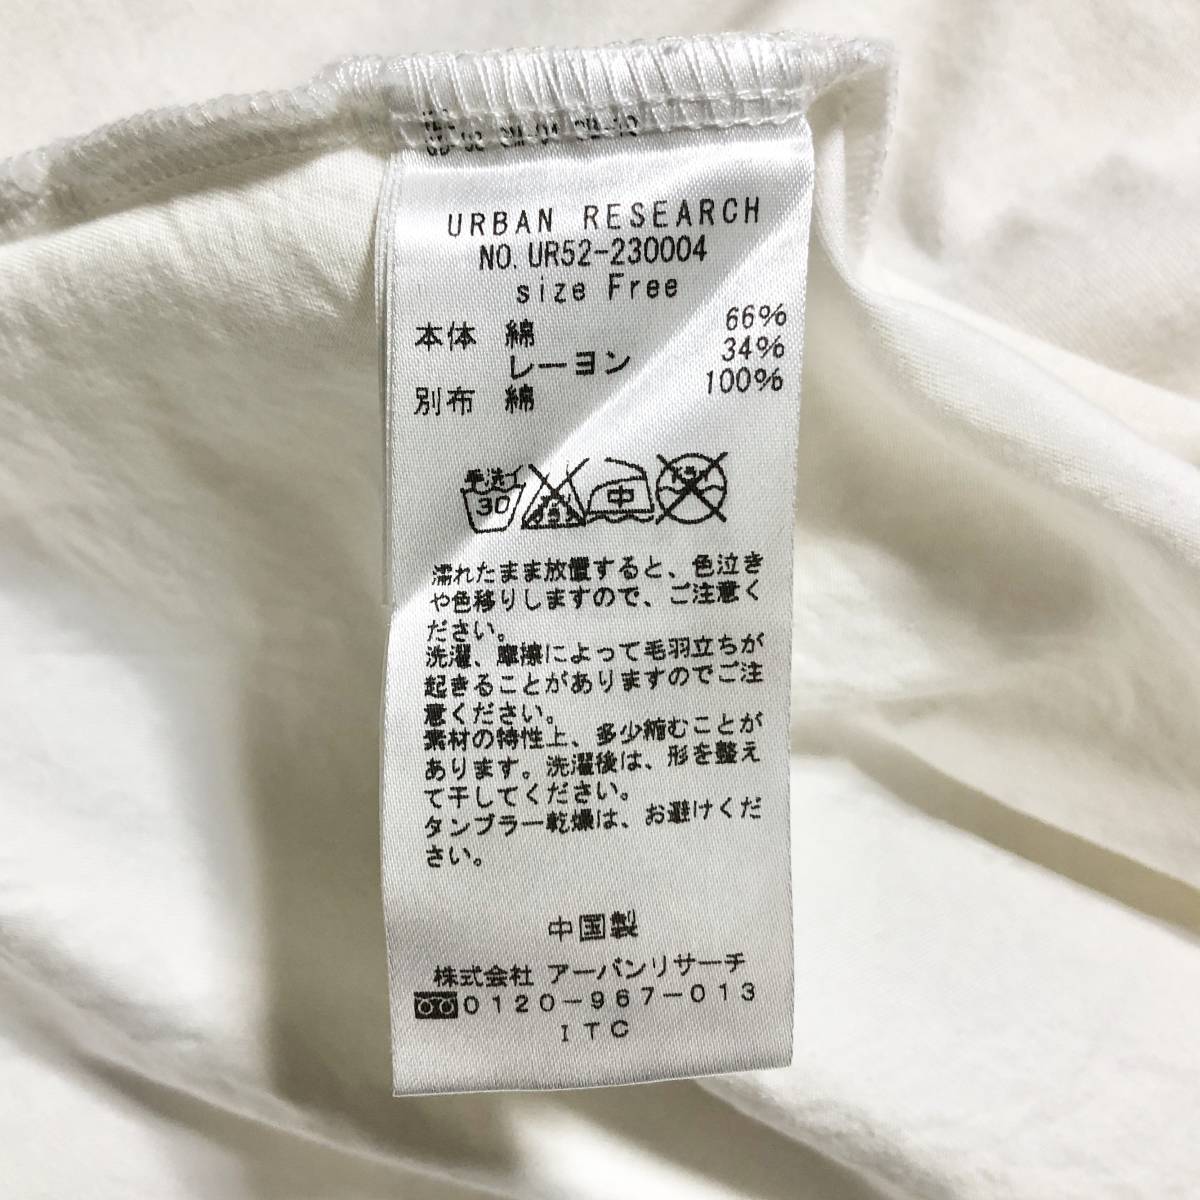 URBAN RESEARCH
NO. UR52-230004
size Free
本体 綿 66%
レーヨン 34%
別布 綿 100%
手洗イ
30
中
濡れたまま放置すると、色泣き
や色移りしますので、ご注意く
ださい。
洗濯、摩擦によって毛羽立ちが
起きることがありますのでご注
意ください。
素材の特性上、多少縮むことが
あります。洗濯後は、形を整え
て干してください。
タンブラー乾燥は、お避けくだ
さい。
中国製
株式会社 アーバンリサーチ
0120-967-013
ITC